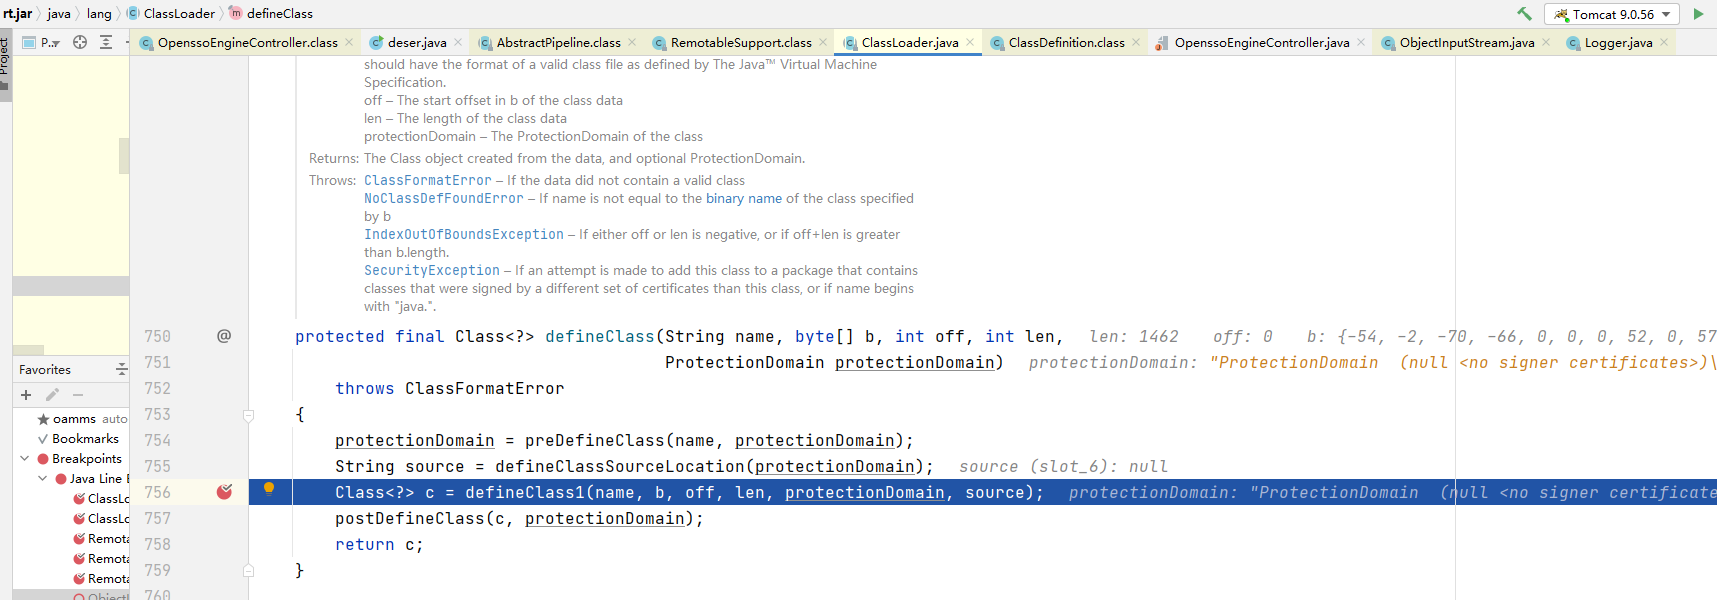 rt.jar java lang ClassLoader defineClass
Tomcat 9.0.56
Project
P..
OpenssoEngineController.class deser.java AbstractPipeline.class RemotableSupport.class ClassLoader.java ClassDefinition.class OpenssoEngineController.java ObjectInputStream.java Logger.java
should have the format of a valid class file as defined by The Java™ Virtual Machine
Specification.
off – The start offset in b of the class data
len – The length of the class data
protectionDomain – The ProtectionDomain of the class
Returns: The Class object created from the data, and optional ProtectionDomain.
Throws: ClassFormatError – If the data did not contain a valid class
NoClassDefFoundError – If name is not equal to the binary name of the class specified
by b
IndexOutOfBoundsException – If either off or len is negative, or if off+len is greater
than b.length.
SecurityException – If an attempt is made to add this class to a package that contains
classes that were signed by a different set of certificates than this class, or if name begins
with "java.".
750 @ protected final Class<?> defineClass(String name, byte[] b, int off, int len, len: 1462 off: 0 b: {-54, -2, -70, -66, 0, 0, 0, 52, 0, 57
751 ProtectionDomain protectionDomain) protectionDomain: "ProtectionDomain (null <no signer certificates>)\
752 throws ClassFormatError
753 {
754 protectionDomain = preDefineClass(name, protectionDomain);
755 String source = defineClassSourceLocation(protectionDomain); source (slot_6): null
756 Class<?> c = defineClass1(name, b, off, len, protectionDomain, source); protectionDomain: "ProtectionDomain (null <no signer certificate
757 postDefineClass(c, protectionDomain);
758 return c;
759 }
760
Favorites
oamms auto
Bookmarks
Breakpoints
Java Line
ClassLo
ClassLo
Remota
Remota
Remota
ObjectI